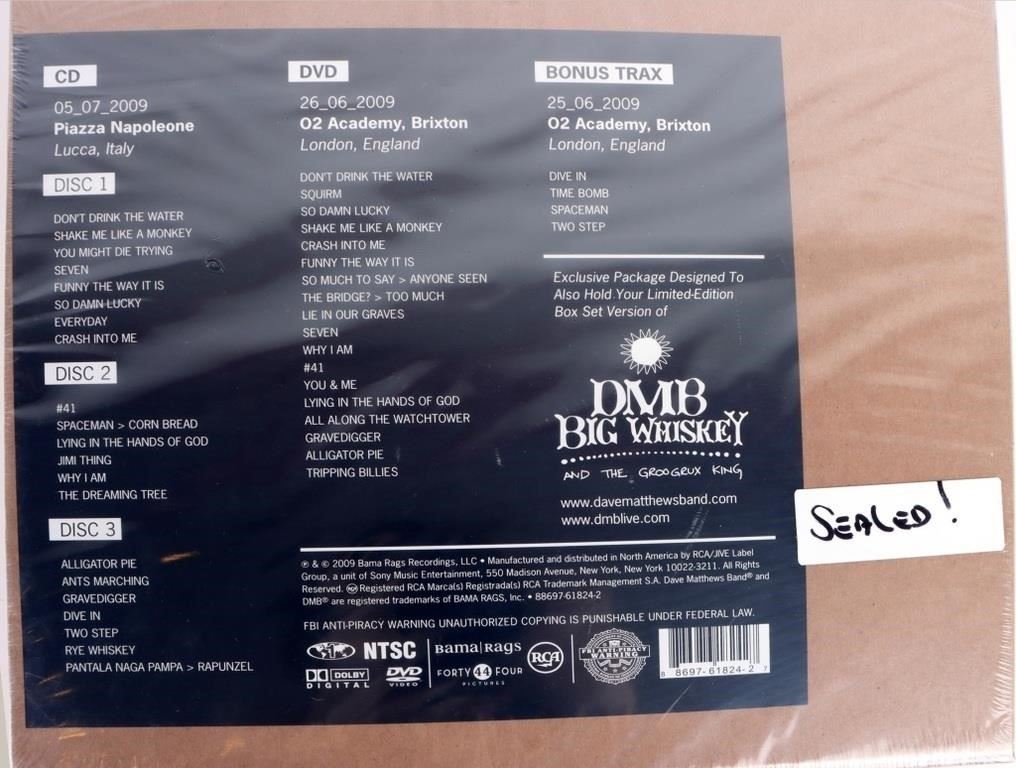 CD
05_07_2009
Piazza Napoleone
Lucca, Italy
DISC 1
DON'T DRINK THE WATER
SHAKE ME LIKE A MONKEY
YOU MIGHT DIE TRYING
SEVEN
FUNNY THE WAY IT IS
SO DAMN LUCKY
EVERYDAY
CRASH INTO ME
DISC 2
#41
SPACEMAN > CORN BREAD
LYING IN THE HANDS OF GOD
JIMI THING
WHY I AM
THE DREAMING TREE
DISC 3
ALLIGATOR PIE
ANTS MARCHING
GRAVEDIGGER
DIVE IN
TWO STEP
RYE WHISKEY
PANTALA NAGA PAMPA > RAPUNZEL
DVD
26_06_2009
O2 Academy, Brixton
London, England
DON'T DRINK THE WATER
SQUIRM
SO DAMN LUCKY
SHAKE ME LIKE A MONKEY
CRASH INTO ME
FUNNY THE WAY IT IS
SO MUCH TO SAY > ANYONE SEEN
THE BRIDGE? > TOO MUCH
LIE IN OUR GRAVES
SEVEN
WHY I AM
#41
YOU & ME
LYING IN THE HANDS OF GOD
ALL ALONG THE WATCHTOWER
GRAVEDIGGER
ALLIGATOR PIE
TRIPPING BILLIES
BONUS TRAX
25_06_2009
O2 Academy, Brixton
London, England
DIVE IN
TIME BOMB
SPACEMAN
TWO STEP
Exclusive Package Designed To
Also Hold Your Limited-Edition
Box Set Version of
DMB
BIG WHISKEY
AND THE GROOGRUX KING
www.davematthewsband.com
www.dmblive.com
SEALED!
℗ & © 2009 Bama Rags Recordings, LLC • Manufactured and distributed in North America by RCA/JIVE Label
Group, a unit of Sony Music Entertainment, 550 Madison Avenue, New York, New York 10022-3211. All Rights
Reserved. Registered RCA Marca(s) Registrada(s) RCA Trademark Management S.A. Dave Matthews Band® and
DMB® are registered trademarks of BAMA RAGS, Inc. • 88697-61824-2
FBI ANTI-PIRACY WARNING UNAUTHORIZED COPYING IS PUNISHABLE UNDER FEDERAL LAW.
NTSC
DOLBY
DIGITAL
DVD
VIDEO
Bama|Rags
FORTY 44 FOUR
PICTURES
RCA
FBI ANTI-PIRACY
WARNING
8 8697-61824-2 7